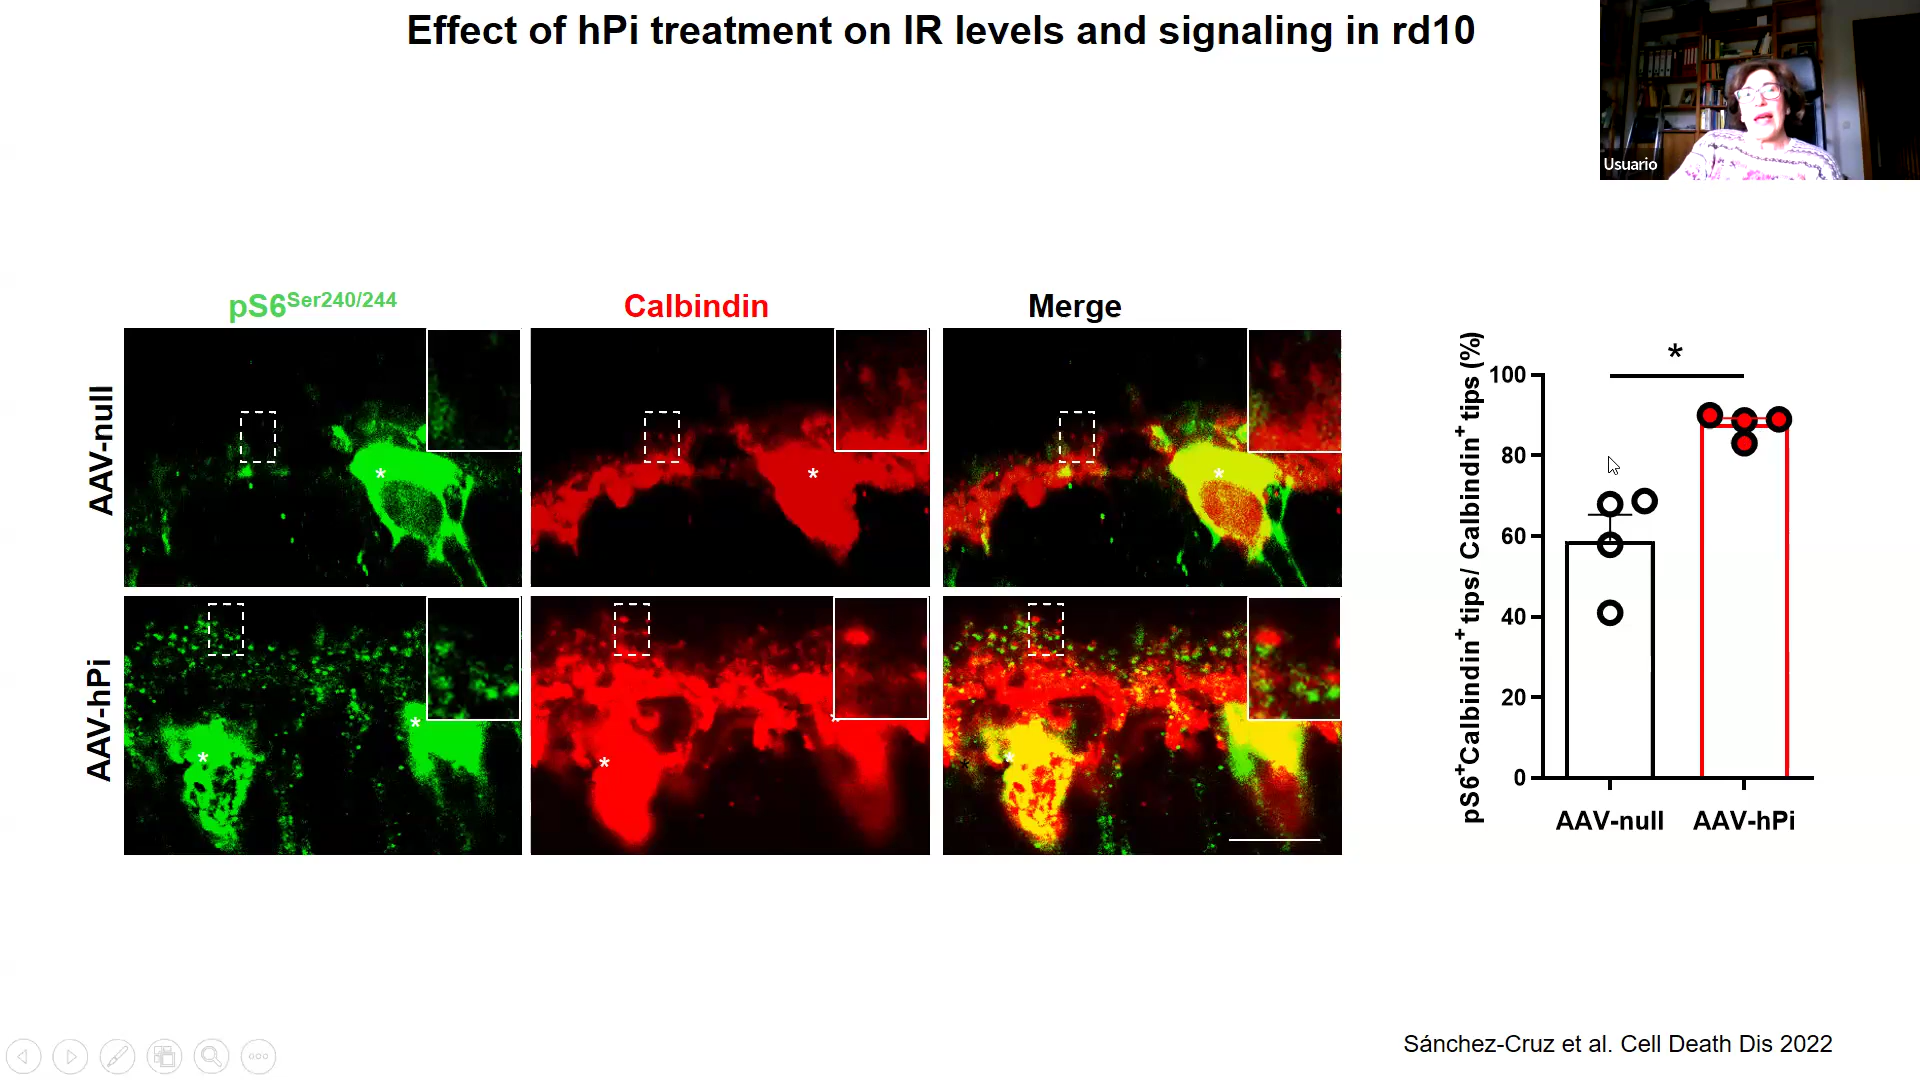 Effect of hPi treatment on IR levels and signaling in rd10
Usuario
pS6Ser240/244
Calbindin
Merge
AAV-null
AAV-hPi
pS6+Calbindin+ tips/ Calbindin+ tips (%)
*
100
80
60
40
20
0
AAV-null
AAV-hPi
Sánchez-Cruz et al. Cell Death Dis 2022